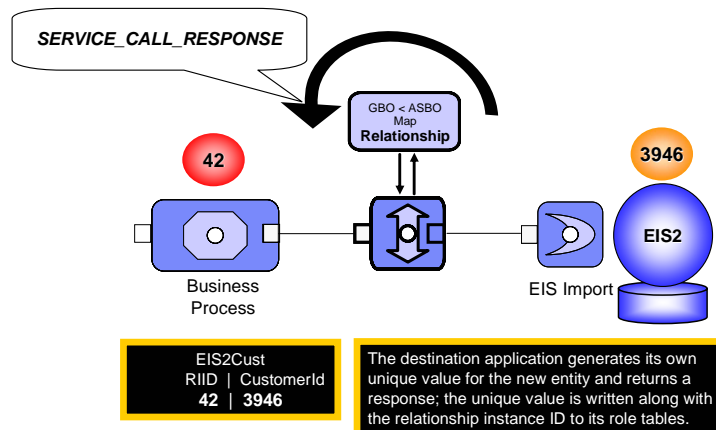 SERVICE_CALL_RESPONSE
GBO < ASBO
Map
Relationship
42
3946
EIS2
Business
Process
EIS Import
EIS2Cust
RIID | CustomerId
42 | 3946
The destination application generates its own
unique value for the new entity and returns a
response; the unique value is written along with
the relationship instance ID to its role tables.